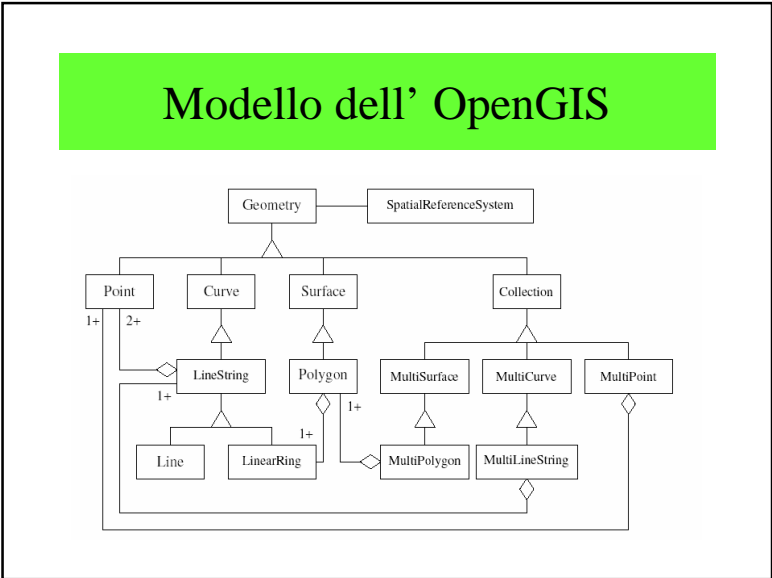 Modello dell' OpenGIS
Geometry SpatialReferenceSystem
Point Curve Surface Collection
1+ 2+
LineString Polygon MultiSurface MultiCurve MultiPoint
1+ 1+
1+
Line LinearRing MultiPolygon MultiLineString